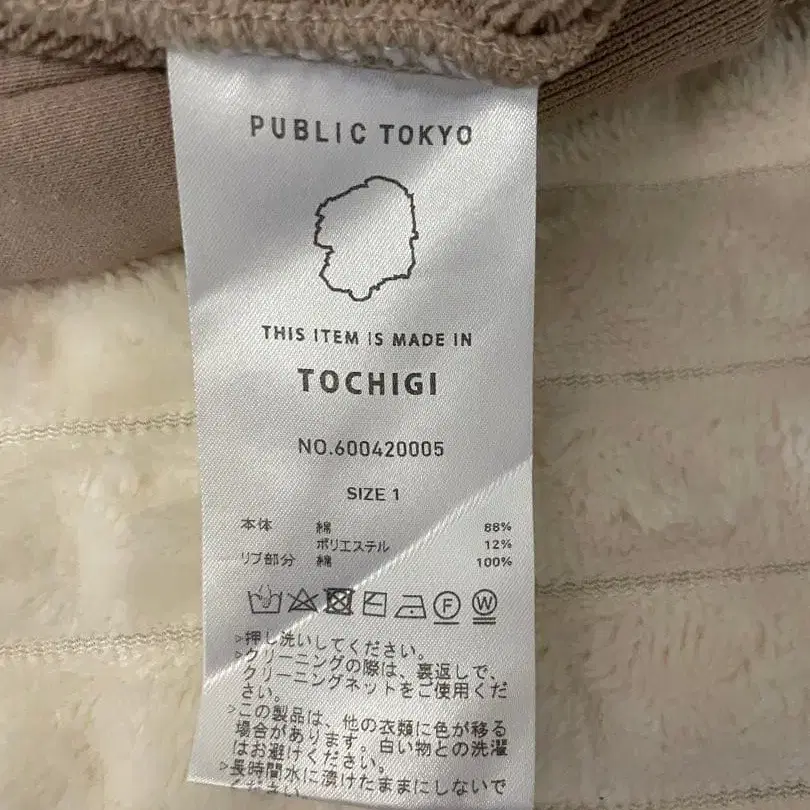 PUBLIC TOKYO
THIS ITEM IS MADE IN
TOCHIGI
NO.600420005
SIZE 1
本体 綿 88%
ポリエステル 12%
リブ部分 綿 100%
F W
▷押し洗いしてください。
▷クリーニングの際は、裏返しで、
クリーニングネットをご使用くだ
さい。
▷この製品は、他の衣類に色が移る
場合があります。白い物との洗濯
はお避けください。
▷長時間水に漬けたままにしないで
ください。